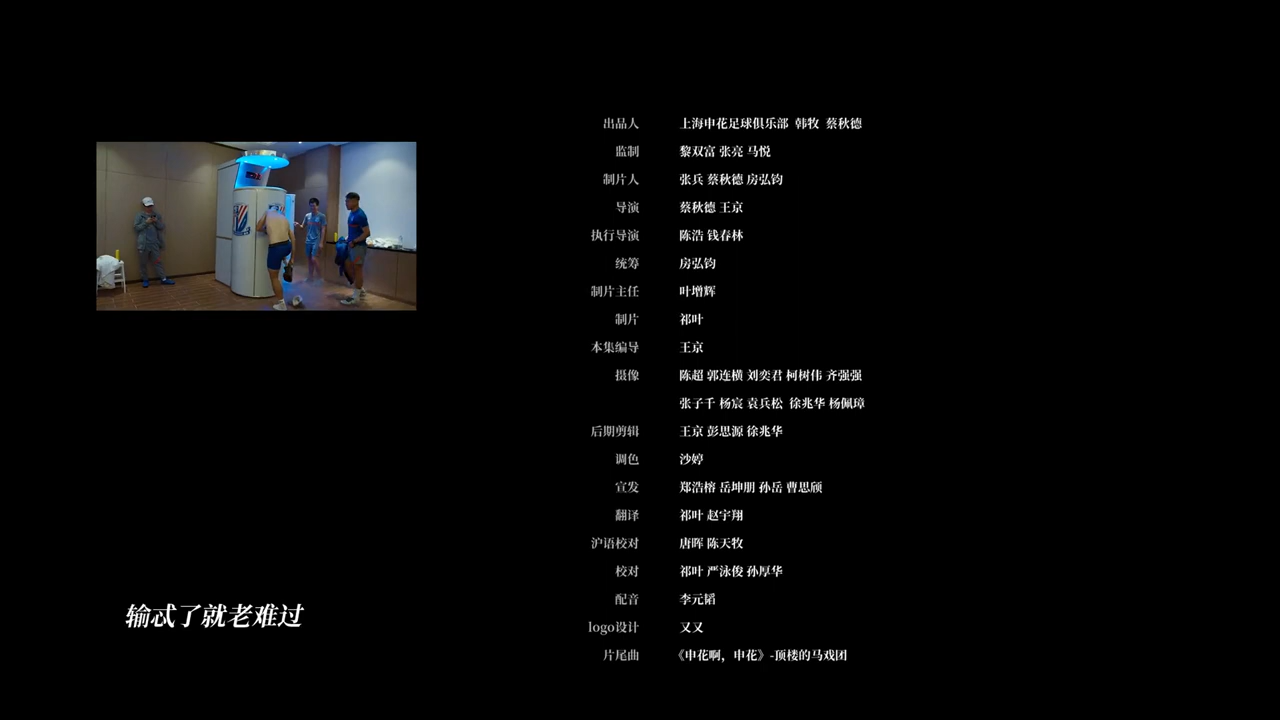 出品人 上海申花足球俱乐部 韩牧 蔡秋德
监制 黎双富 张亮 马悦
制片人 张兵 蔡秋德 房弘钧
导演 蔡秋德 王京
执行导演 陈浩 钱春林
统筹 房弘钧
制片主任 叶增辉
制片 祁叶
本集编导 王京
摄像 陈超 郭连横 刘奕君 柯树伟 齐强强
张子千 杨宸 袁兵松 徐兆华 杨佩璋
后期剪辑 王京 彭思源 徐兆华
调色 沙婷
宣发 郑浩榕 岳坤朋 孙岳 曹思颀
翻译 祁叶 赵宇翔
沪语校对 唐晖 陈天牧
校对 祁叶 严泳俊 孙厚华
配音 李元韬
logo设计 又又
片尾曲 《申花啊，申花》-顶楼的马戏团
输忒了就老难过